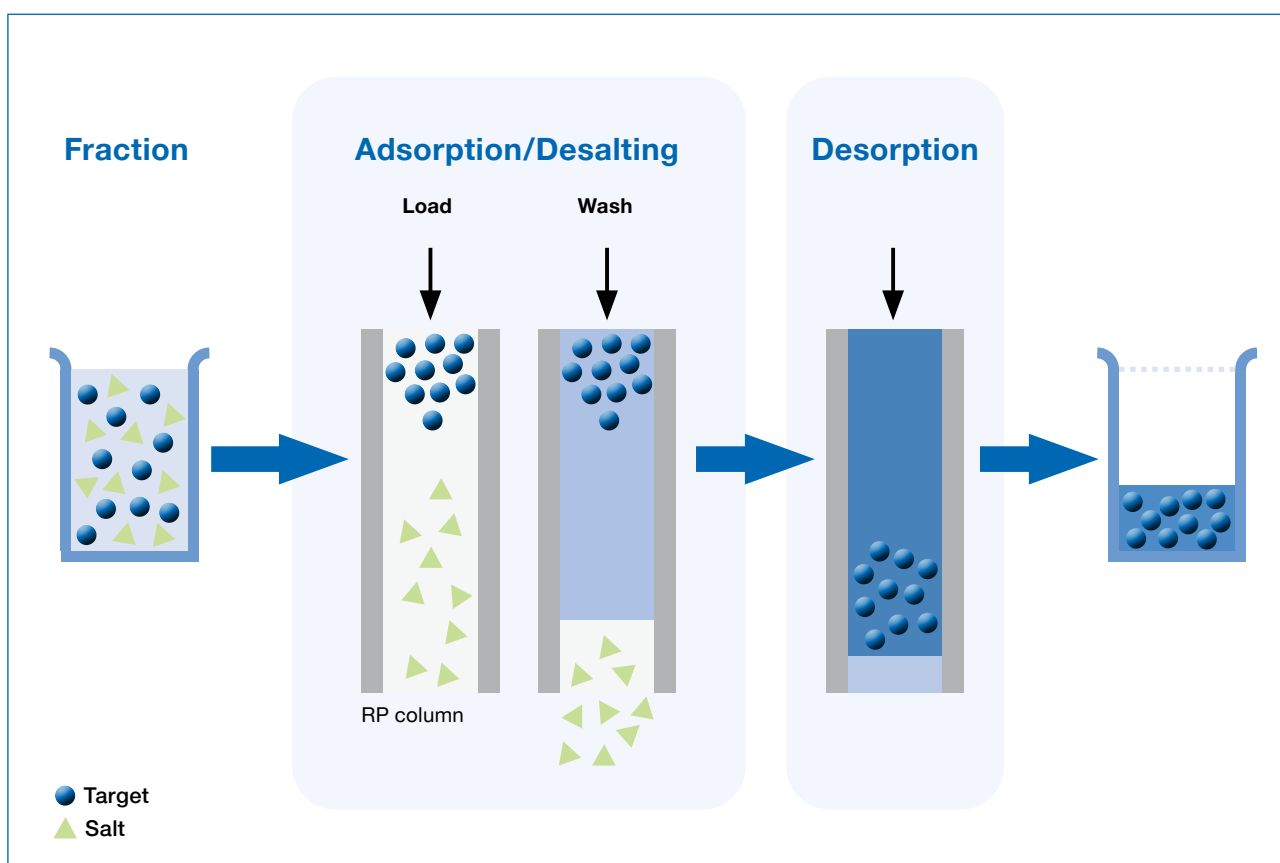 Fraction
Adsorption/Desalting
Desorption
Load
Wash
RP column
Target
Salt